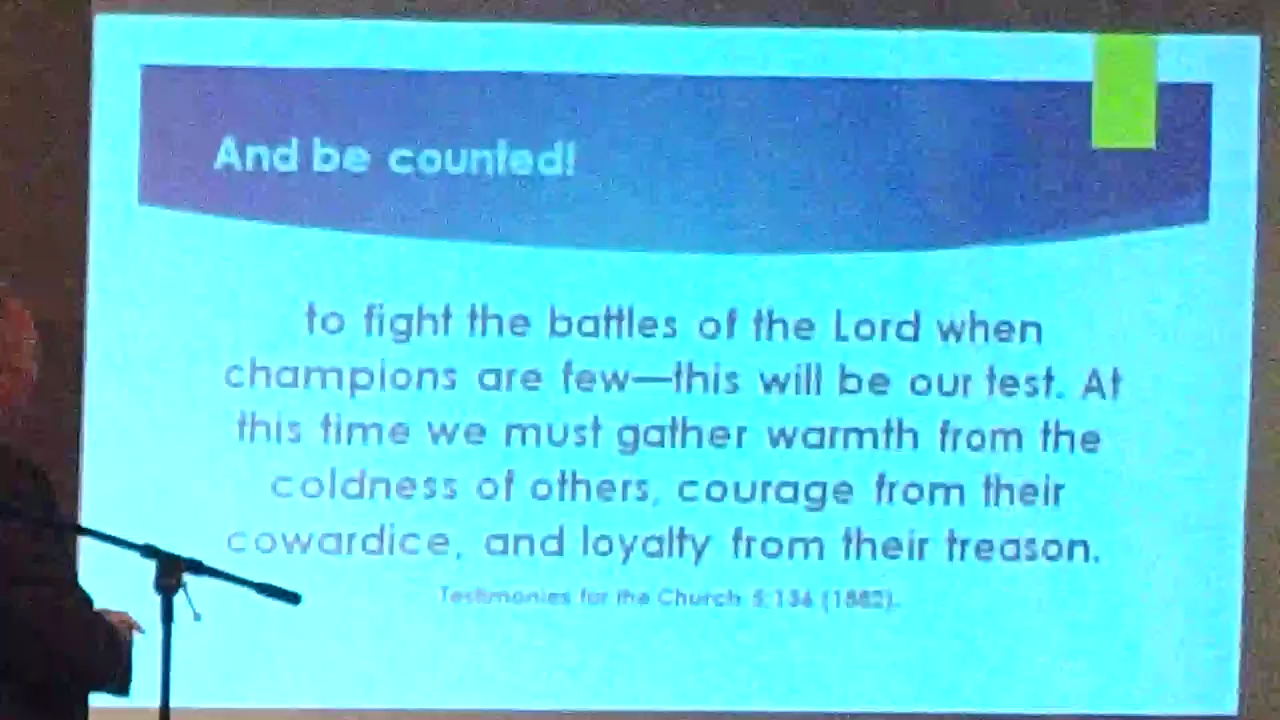 And be counted!
to fight the battles of the Lord when
champions are few—this will be our test. At
this time we must gather warmth from the
coldness of others, courage from their
cowardice, and loyalty from their treason.
Testimonies for the Church 5:136 (1882).